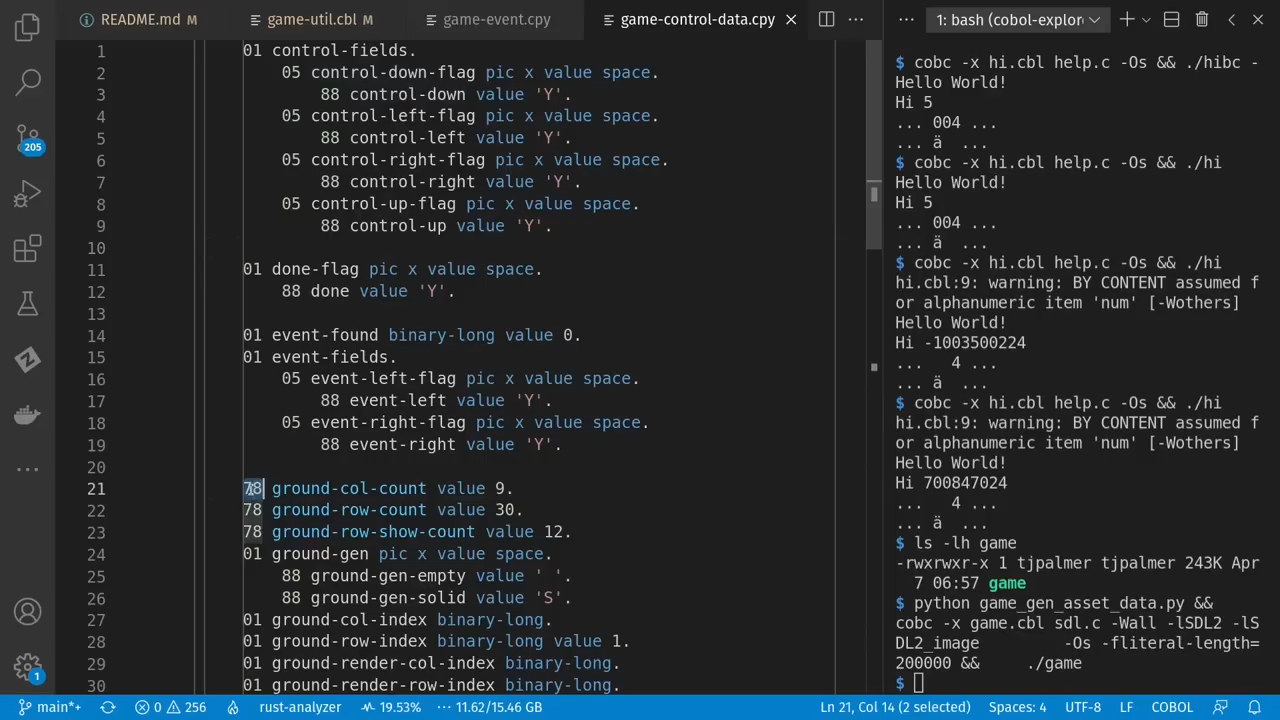 README.md M
game-util.cbl M
game-event.cpy
game-control-data.cpy
1: bash (cobol-explor
1 01 control-fields.
2 05 control-down-flag pic x value space.
3 88 control-down value 'Y'.
4 05 control-left-flag pic x value space.
5 88 control-left value 'Y'.
6 05 control-right-flag pic x value space.
7 88 control-right value 'Y'.
8 05 control-up-flag pic x value space.
9 88 control-up value 'Y'.
10
11 01 done-flag pic x value space.
12 88 done value 'Y'.
13
14 01 event-found binary-long value 0.
15 01 event-fields.
16 05 event-left-flag pic x value space.
17 88 event-left value 'Y'.
18 05 event-right-flag pic x value space.
19 88 event-right value 'Y'.
20
21 78 ground-col-count value 9.
22 78 ground-row-count value 30.
23 78 ground-row-show-count value 12.
24 01 ground-gen pic x value space.
25 88 ground-gen-empty value ' '.
26 88 ground-gen-solid value 'S'.
27 01 ground-col-index binary-long.
28 01 ground-row-index binary-long value 1.
29 01 ground-render-col-index binary-long.
30 01 ground-render-row-index binary-long.
$ cobc -x hi.cbl help.c -Os && ./hibc -
Hello World!
Hi 5
... 004 ...
... ä  ...
$ cobc -x hi.cbl help.c -Os && ./hi
Hello World!
Hi 5
... 004 ...
... ä  ...
$ cobc -x hi.cbl help.c -Os && ./hi
hi.cbl:9: warning: BY CONTENT assumed f
or alphanumeric item 'num' [-Wothers]
Hello World!
Hi -1003500224
...   4 ...
... ä  ...
$ cobc -x hi.cbl help.c -Os && ./hi
hi.cbl:9: warning: BY CONTENT assumed f
or alphanumeric item 'num' [-Wothers]
Hello World!
Hi 700847024
...   4 ...
... ä  ...
$ ls -lh game
-rwxrwxr-x 1 tjpalmer tjpalmer 243K Apr
  7 06:57 game
$ python game_gen_asset_data.py &&
cobc -x game.cbl sdl.c -Wall -lSDL2 -lS
DL2_image      -Os -fliteral-length=
200000 &&     ./game
$
205
1
main*+
0 256
rust-analyzer
19.53%
11.62/15.46 GB
Ln 21, Col 14 (2 selected)
Spaces: 4
UTF-8
LF
COBOL